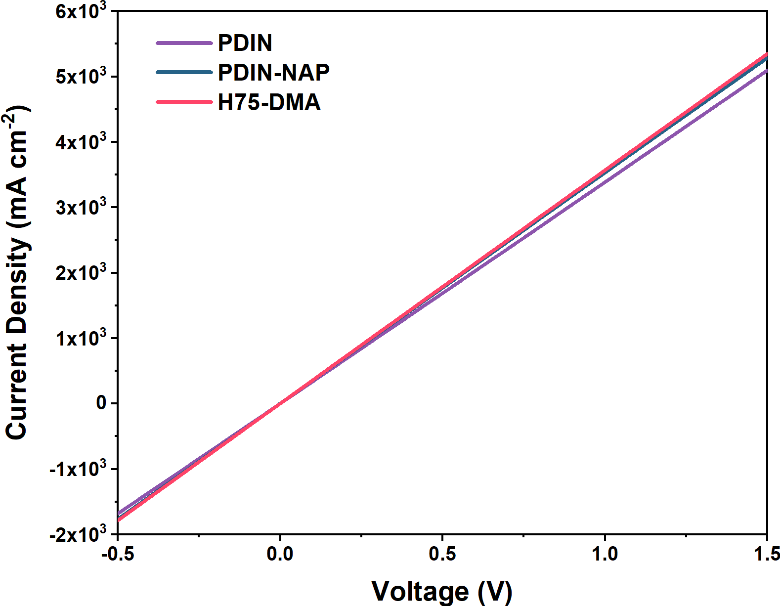 6x10³
5x10³
4x10³
3x10³
2x10³
1x10³
0
-1x10³
-2x10³
Current Density (mA cm⁻²)
PDIN
PDIN-NAP
H75-DMA
-0.5 0.0 0.5 1.0 1.5
Voltage (V)